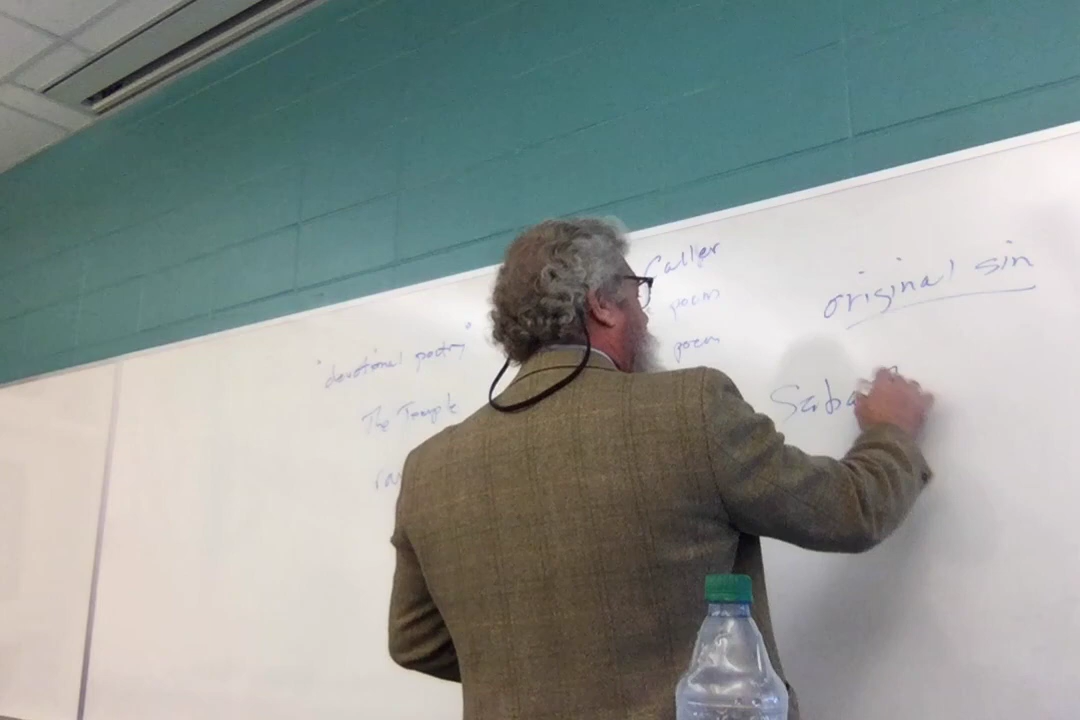 "devotional poetry"
The Temple
Caller
poem
poem
original sin